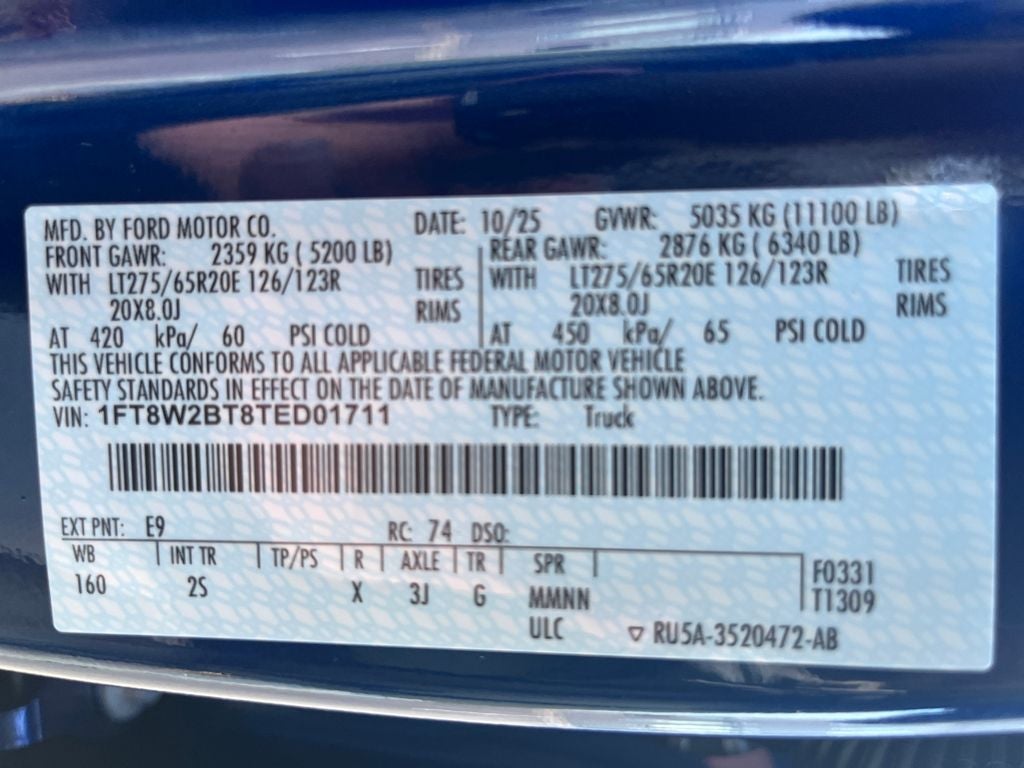 MFD. BY FORD MOTOR CO. DATE: 10/25 GVWR: 5035 KG (11100 LB)
FRONT GAWR: 2359 KG ( 5200 LB) REAR GAWR: 2876 KG ( 6340 LB)
WITH LT275/65R20E 126/123R TIRES WITH LT275/65R20E 126/123R TIRES
20X8.0J RIMS 20X8.0J RIMS
AT 420 kPa/ 60 PSI COLD AT 450 kPa/ 65 PSI COLD
THIS VEHICLE CONFORMS TO ALL APPLICABLE FEDERAL MOTOR VEHICLE
SAFETY STANDARDS IN EFFECT ON THE DATE OF MANUFACTURE SHOWN ABOVE.
VIN: 1FT8W2BT8TED01711 TYPE: Truck
EXT PNT: E9 RC: 74 DSO:
WB INT TR TP/PS R AXLE TR SPR
160 2S X 3J G MMNN
F0331
T1309
ULC ▽ RU5A-3520472-AB